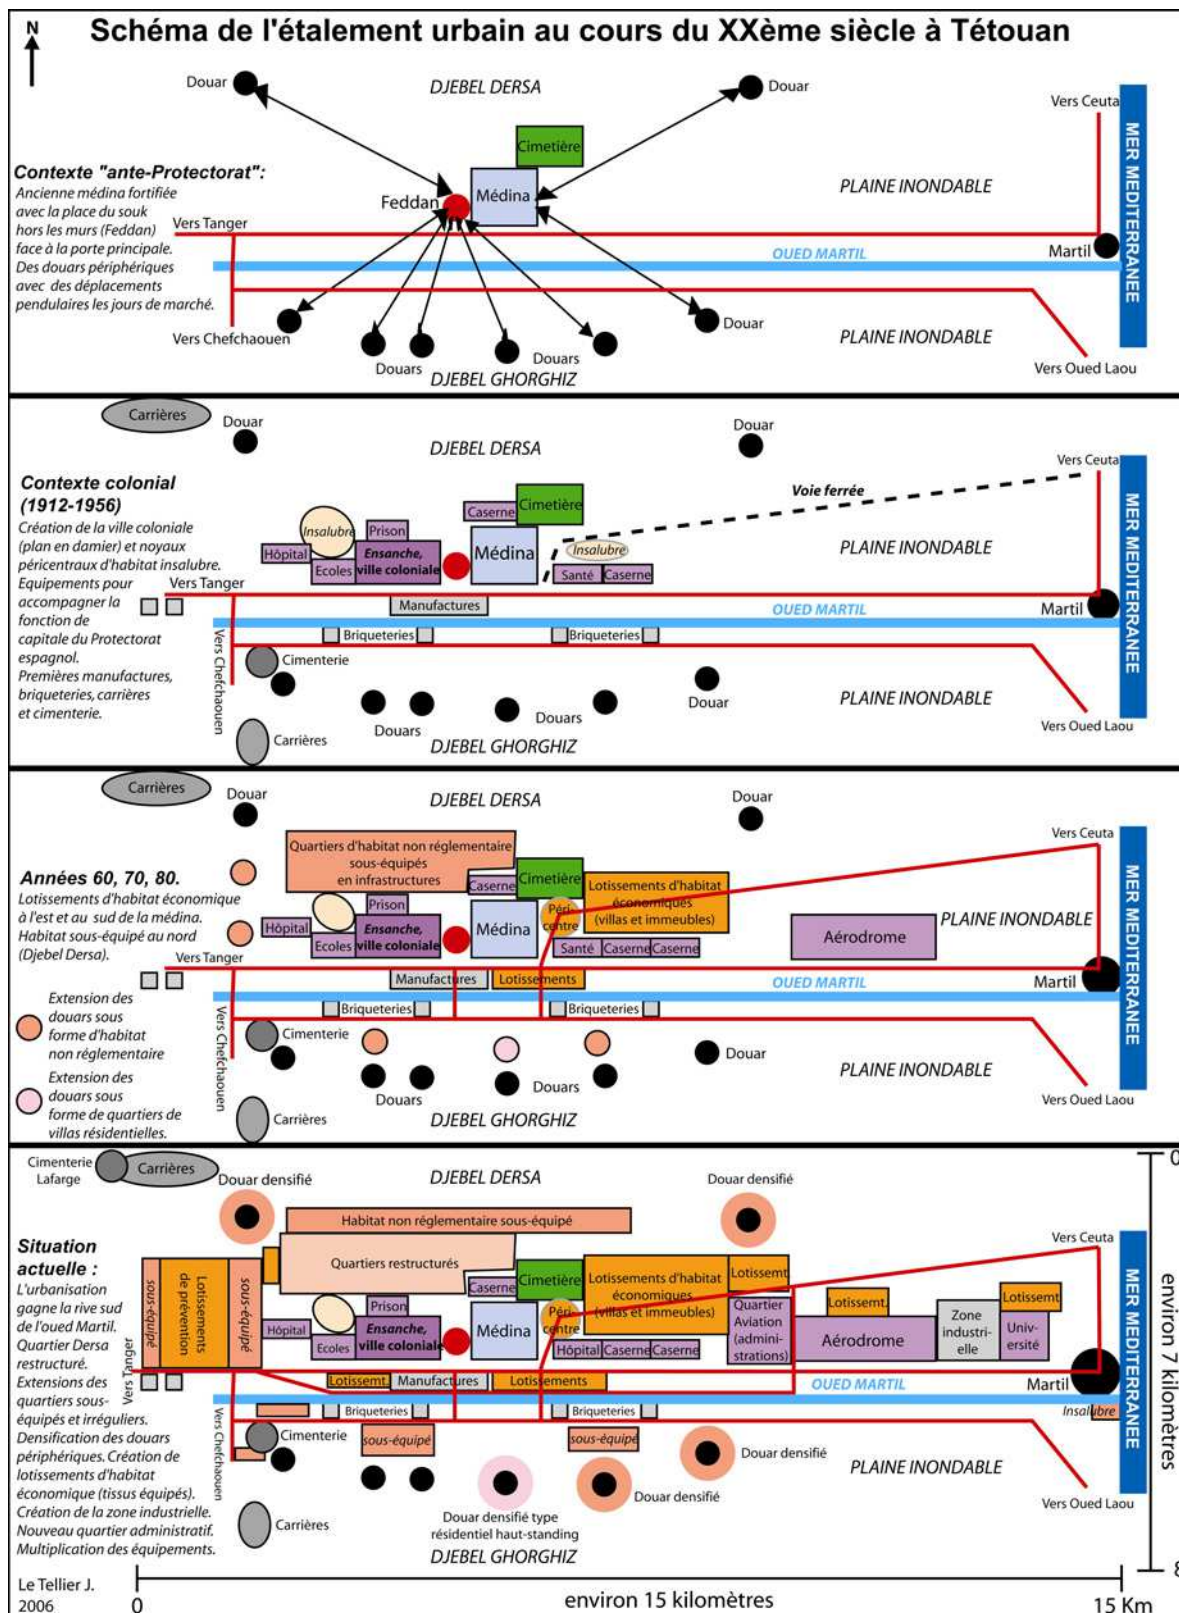 Schéma de l'étalement urbain au cours du XXème siècle à Tétouan
N
Douar
DJEBEL DERSA
Douar
Vers Ceuta
Cimetière
Contexte "ante-Protectorat":
Ancienne médina fortifiée
avec la place du souk
hors les murs (Feddan)
face à la porte principale.
Des douars périphériques
avec des déplacements
pendulaires les jours de marché.
Feddan
Médina
PLAINE INONDABLE
Vers Tanger
OUED MARTIL
Martil
MER MEDITERRANEE
Vers Chefchaouen
Douars
Douars
Douar
PLAINE INONDABLE
DJEBEL GHORGHIZ
Vers Oued Laou
Carrières
Douar
DJEBEL DERSA
Douar
Vers Ceuta
Contexte colonial
(1912-1956)
Création de la ville coloniale
(plan en damier) et noyaux
péricentraux d'habitat insalubre.
Equipements pour
accompagner la
fonction de
capitale du Protectorat
espagnol.
Premières manufactures,
briqueteries, carrières
et cimenterie.
Voie ferrée
Caserne
Cimetière
Insalubre
Prison
Hôpital
Ecoles
Ensanche,
ville coloniale
Médina
Insalubre
Santé
Caserne
PLAINE INONDABLE
Vers Tanger
Manufactures
OUED MARTIL
Martil
MER MEDITERRANEE
Briqueteries
Briqueteries
Vers Chefchaouen
Cimenterie
Douars
Douars
Douar
PLAINE INONDABLE
Carrières
DJEBEL GHORGHIZ
Vers Oued Laou
Carrières
Douar
DJEBEL DERSA
Douar
Vers Ceuta
Années 60, 70, 80.
Lotissements d'habitat économique
à l'est et au sud de la médina.
Habitat sous-équipé au nord
(Djebel Dersa).
Quartiers d'habitat non réglementaire
sous-équipés
en infrastructures
Caserne
Cimetière
Lotissements d'habitat
économiques
(villas et immeubles)
Prison
Hôpital
Ecoles
Ensanche,
ville coloniale
Médina
Péri-
centre
Santé
Caserne
Caserne
Aérodrome
PLAINE INONDABLE
Vers Tanger
Manufactures
Lotissements
OUED MARTIL
Martil
MER MEDITERRANEE
Extension des
douars sous
forme d'habitat
non réglementaire
Extension des
douars sous
forme de quartiers de
villas résidentielles.
Briqueteries
Briqueteries
Vers Chefchaouen
Cimenterie
Douars
Douars
Douar
PLAINE INONDABLE
Carrières
DJEBEL GHORGHIZ
Vers Oued Laou
Cimenterie
Lafarge
Carrières
Douar densifié
DJEBEL DERSA
Douar densifié
0
Situation
actuelle :
L'urbanisation
gagne la rive sud
de l'oued Martil.
Quartier Dersa
restructuré.
Extensions des
quartiers sous-
équipés et irréguliers.
Densification des douars
périphériques. Création de
lotissements d'habitat
économique (tissus équipés).
Création de la zone industrielle.
Nouveau quartier administratif.
Multiplication des équipements.
Habitat non réglementaire sous-équipé
Vers Ceuta
sous-équipé
Lotissements
de prévention
sous-équipé
Quartiers restructurés
Caserne
Cimetière
Lotissements d'habitat
économiques
(villas et immeubles)
Lotissemt
Prison
Hôpital
Ecoles
Ensanche,
ville coloniale
Médina
Péri-
centre
Hôpital
Caserne
Caserne
Quartier
Aviation
(admini-
strations)
Lotissemt.
Aérodrome
Zone
industri-
elle
Lotissemt
Univ-
ersité
Vers Tanger
Lotissemt.
Manufactures
Lotissements
OUED MARTIL
Martil
Insalubre
MER MEDITERRANEE
environ 7 kilomètres
Briqueteries
Briqueteries
Vers Chefchaouen
Cimenterie
sous-équipé
sous-équipé
Douar densifié
Douar densifié
PLAINE INONDABLE
Carrières
Douar densifié type
résidentiel haut-standing
Vers Oued Laou
DJEBEL GHORGHIZ
8
Le Tellier J.
2006
0
environ 15 kilomètres
15 Km